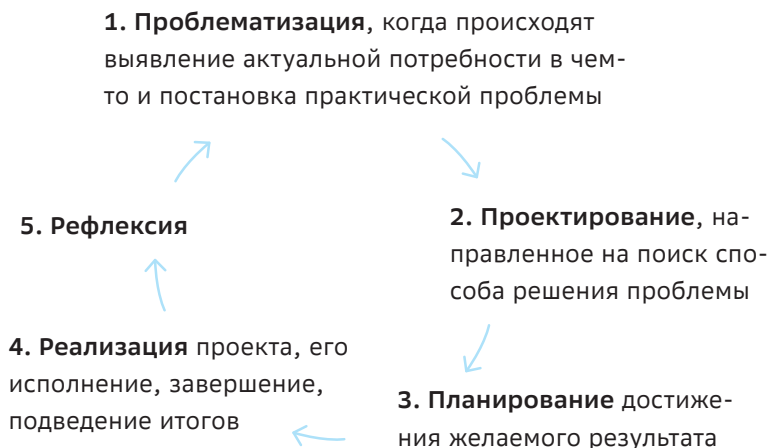 1. Проблематизация, когда происходят
выявление актуальной потребности в чем-
то и постановка практической проблемы
2. Проектирование, на-
правленное на поиск спо-
соба решения проблемы
3. Планирование достиже-
ния желаемого результата
4. Реализация проекта, его
исполнение, завершение,
подведение итогов
5. Рефлексия